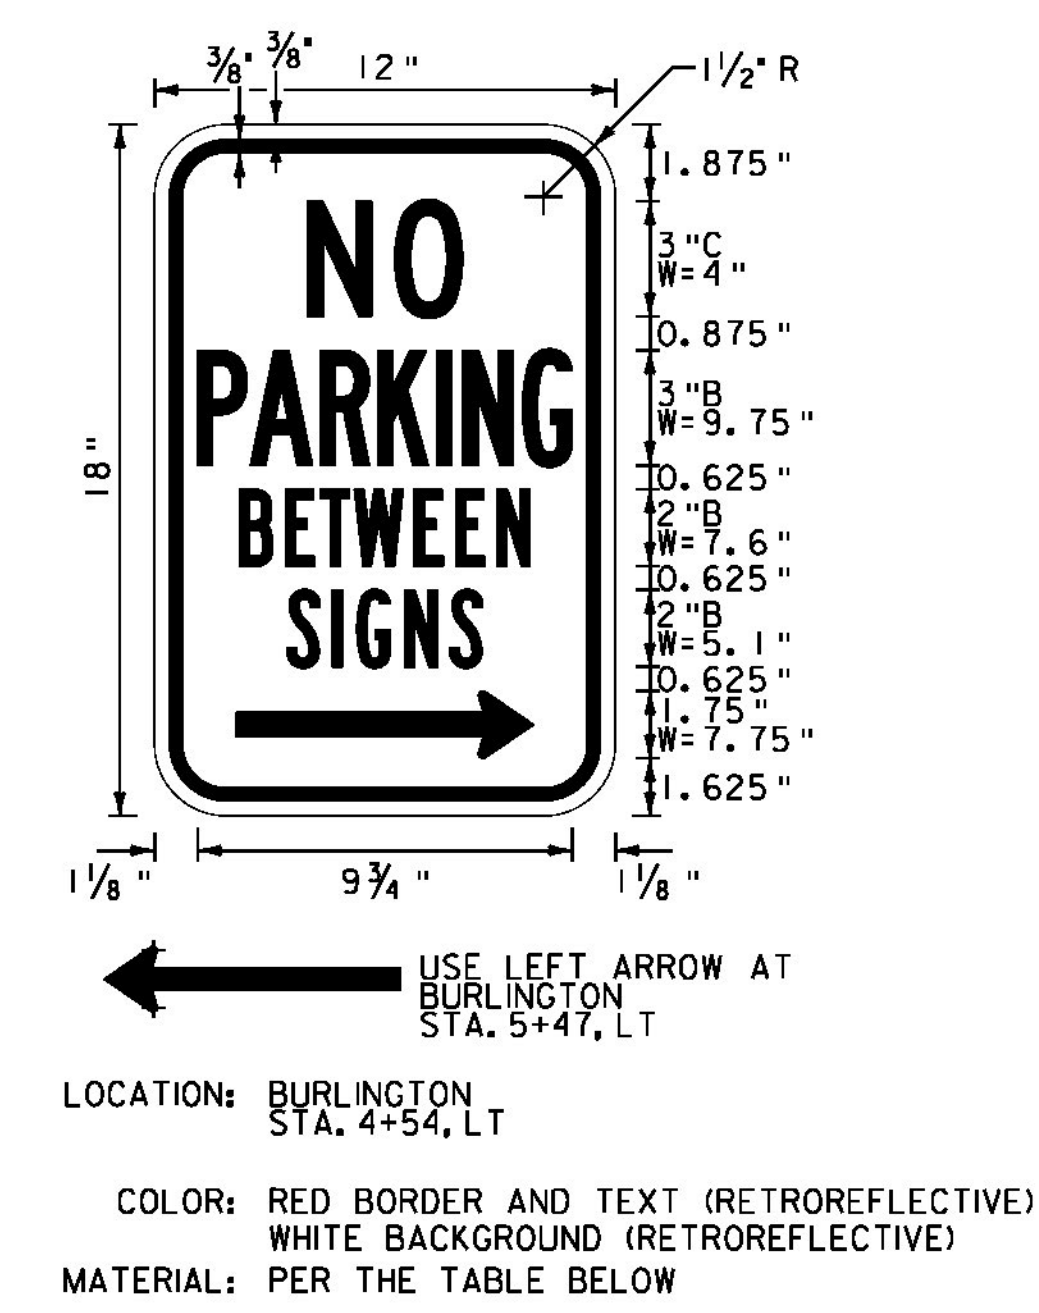 3/8" 3/8" 12" 1 1/2" R
NO
PARKING
BETWEEN
SIGNS
18"
1.875"
3"C
W=4"
0.875"
3"B
W=9.75"
0.625"
2"B
W=7.6"
0.625"
2"B
W=5.1"
0.625"
1.75"
W=7.75"
1.625"
1 1/8" 9 3/4" 1 1/8"
USE LEFT ARROW AT
BURLINGTON
STA. 5+47, LT
LOCATION: BURLINGTON
STA. 4+54, LT
COLOR: RED BORDER AND TEXT (RETROREFLECTIVE)
WHITE BACKGROUND (RETROREFLECTIVE)
MATERIAL: PER THE TABLE BELOW